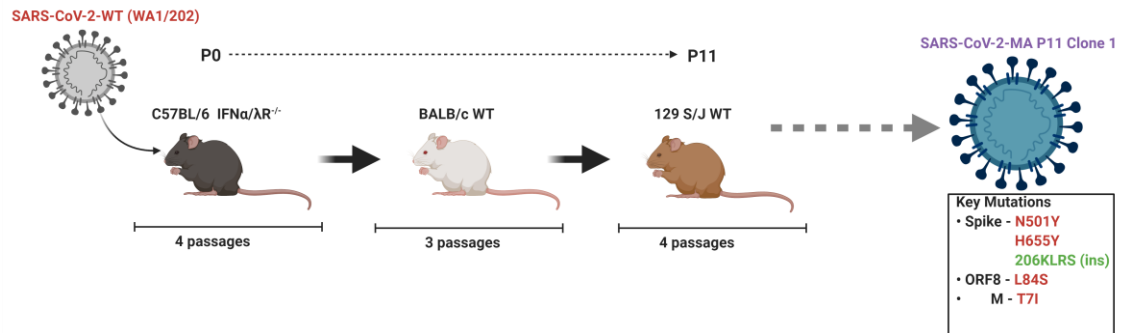 SARS-CoV-2-WT (WA1/202)
P0
P11
SARS-CoV-2-MA P11 Clone 1
C57BL/6 IFNα/λR-/-
BALB/c WT
129 S/J WT
4 passages
3 passages
4 passages
Key Mutations
• Spike - N501Y
H655Y
206KLRS (ins)
• ORF8 - L84S
• M - T7I